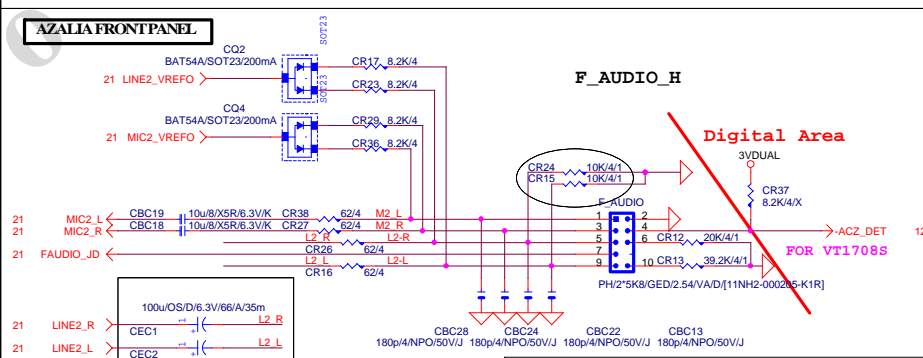 AZALIA FRONT PANEL
SOT23
CQ2
BAT54A/SOT23/200mA
CR17 8.2K/4
21 LINE2_VREFO
F_AUDIO_H
CR23 8.2K/4
SOT23
CQ4
BAT54A/SOT23/200mA
CR29 8.2K/4
21 MIC2_VREFO
Digital Area
CR36 8.2K/4
3VDUAL
CR24 10K/4/1
CR15 10K/4/1
CR37
8.2K/4/X
F_AUDIO
CBC19 10u/8/X5R/6.3V/K CR38 62/4 M2_L 1 2
21 MIC2_L
CBC18 10u/8/X5R/6.3V/K CR27 62/4 M2_R 3 4
21 MIC2_R -ACZ_DET 12
L2_R L2-R 5 6 CR12 20K/4/1
CR26 62/4 FOR VT1708S
21 FAUDIO_JD 7 8
L2_L L2-L 9 10 CR13 39.2K/4/1
CR16 62/4
PH/2*5K8/GED/2.54/VA/D/[11NH2-000205-K1R]
100u/OS/D/6.3V/66/A/35m
21 LINE2_R 1 + L2_R
CEC1
21 LINE2_L 1 + L2_L
CEC2
CBC28 CBC24 CBC22 CBC13
180p/4/NPO/50V/J 180p/4/NPO/50V/J 180p/4/NPO/50V/J 180p/4/NPO/50V/J